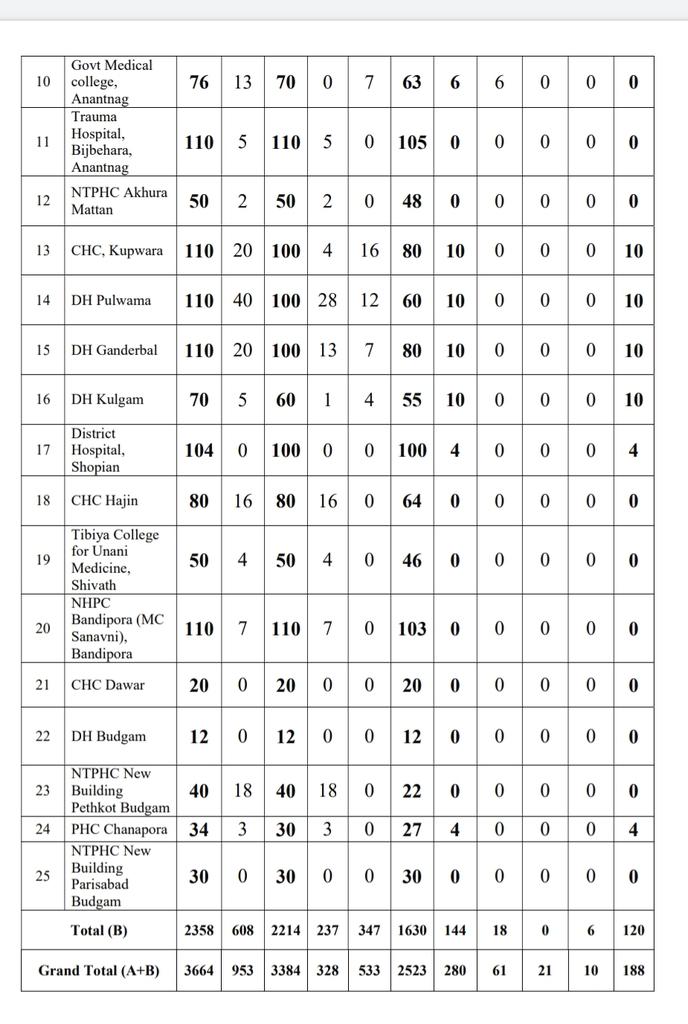 10 Govt Medical college, Anantnag 76 13 70 0 7 63 6 6 0 0 0
11 Trauma Hospital, Bijbehara, Anantnag 110 5 110 5 0 105 0 0 0 0 0
12 NTPHC Akhura Mattan 50 2 50 2 0 48 0 0 0 0 0
13 CHC, Kupwara 110 20 100 4 16 80 10 0 0 0 10
14 DH Pulwama 110 40 100 28 12 60 10 0 0 0 10
15 DH Ganderbal 110 20 100 13 7 80 10 0 0 0 10
16 DH Kulgam 70 5 60 1 4 55 10 0 0 0 10
17 District Hospital, Shopian 104 0 100 0 0 100 4 0 0 0 4
18 CHC Hajin 80 16 80 16 0 64 0 0 0 0 0
19 Tibiya College for Unani Medicine, Shivath 50 4 50 4 0 46 0 0 0 0 0
20 NHPC Bandipora (MC Sanavni), Bandipora 110 7 110 7 0 103 0 0 0 0 0
21 CHC Dawar 20 0 20 0 0 20 0 0 0 0 0
22 DH Budgam 12 0 12 0 0 12 0 0 0 0 0
23 NTPHC New Building Pethkot Budgam 40 18 40 18 0 22 0 0 0 0 0
24 PHC Chanapora 34 3 30 3 0 27 4 0 0 0 4
25 NTPHC New Building Parisabad Budgam 30 0 30 0 0 30 0 0 0 0 0
Total (B) 2358 608 2214 237 347 1630 144 18 0 6 120
Grand Total (A+B) 3664 953 3384 328 533 2523 280 61 21 10 188